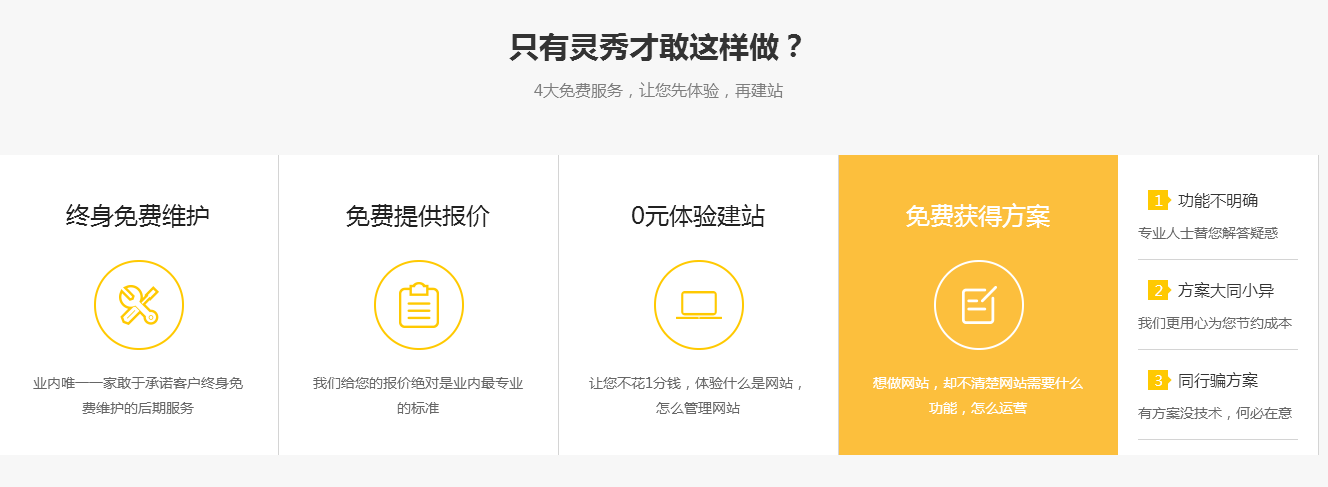 只有灵秀才敢这样做？
4大免费服务，让您先体验，再建站
终身免费维护
业内唯一一家敢于承诺客户终身免
费维护的后期服务
免费提供报价
我们给您的报价绝对是业内最专业
的标准
0元体验建站
让您不花1分钱，体验什么是网站，
怎么管理网站
免费获得方案
想做网站，却不清楚网站需要什么
功能，怎么运营
1 功能不明确
专业人士替您解答疑惑
2 方案大同小异
我们更用心为您节约成本
3 同行骗方案
有方案没技术，何必在意